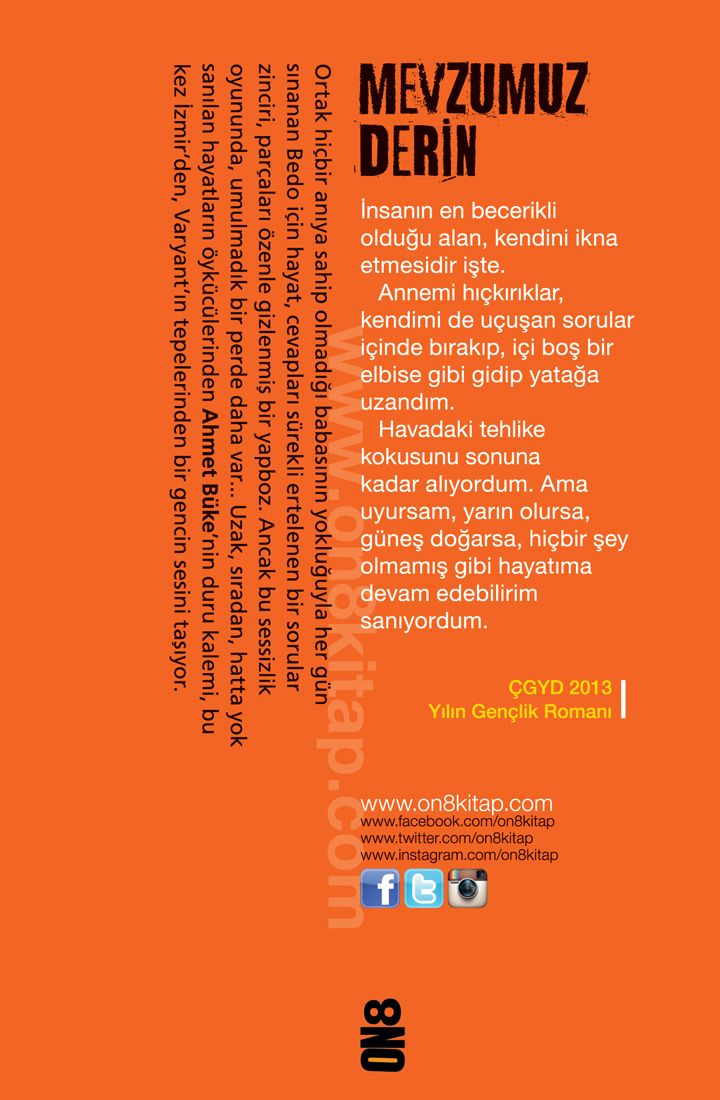 MEVZUMUZ
DERİN
İnsanın en becerikli
olduğu alan, kendini ikna
etmesidir işte.
Annemi hıçkırıklar,
kendimi de uçuşan sorular
içinde bırakıp, içi boş bir
elbise gibi gidip yatağa
uzandım.
Havadaki tehlike
kokusunu sonuna
kadar alıyordum. Ama
uyursam, yarın olursa,
güneş doğarsa, hiçbir şey
olmamış gibi hayatıma
devam edebilirim
sanıyordum.
ÇGYD 2013
Yılın Gençlik Romanı
www.on8kitap.com
www.facebook.com/on8kitap
www.twitter.com/on8kitap
www.instagram.com/on8kitap
Ortak hiçbir anıya sahip olmadığı babasının yokluğuyla her gün
sınanan Bedo için hayat, cevapları sürekli ertelenen bir sorular
zinciri, parçaları özenle gizlenmiş bir yapboz. Ancak bu sessizlik
oyununda, umulmadık bir perde daha var... Uzak, sıradan, hatta yok
sanılan hayatların öykücülerinden Ahmet Büke'nin duru kalemi, bu
kez İzmir'den, Varyant'ın tepelerinden bir gencin sesini taşıyor.
www.on8kitap.com
ON8